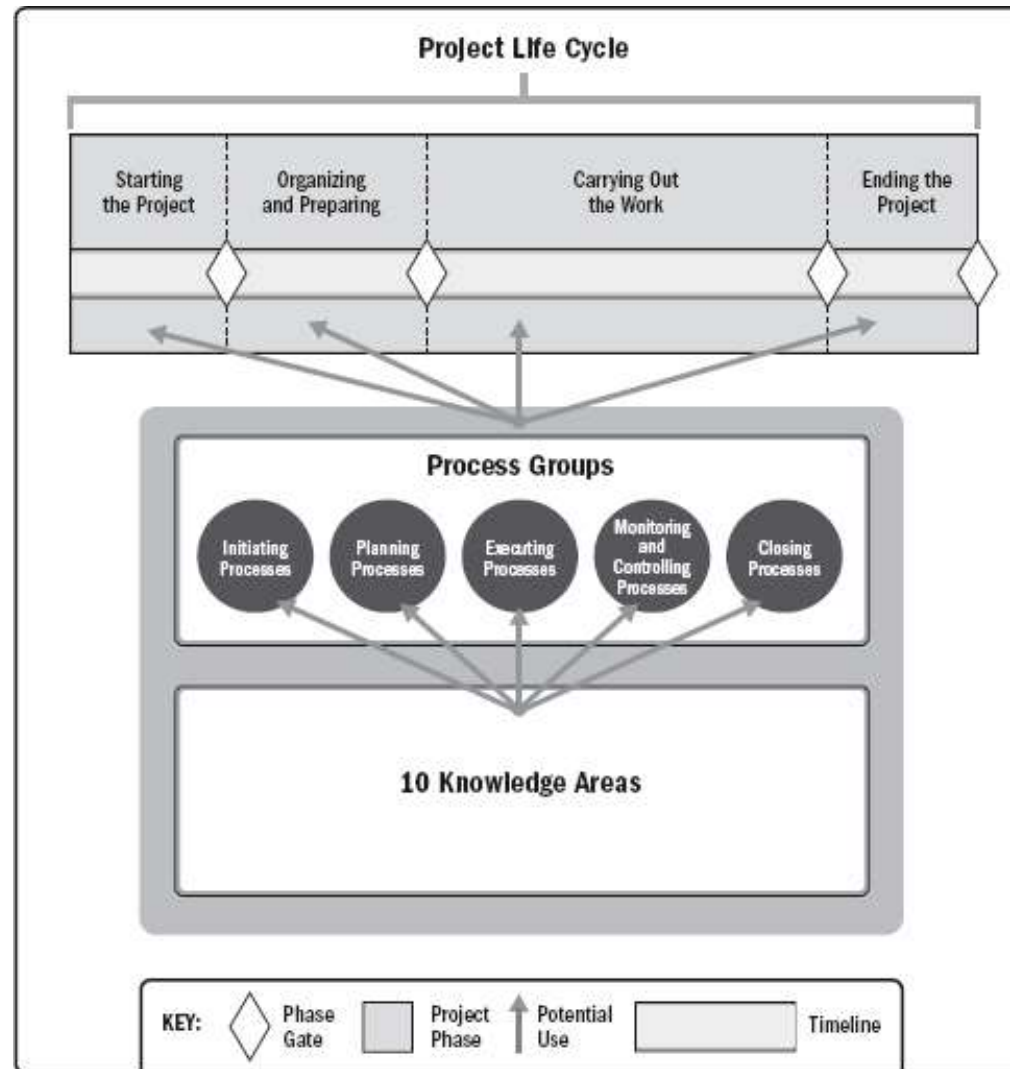 Project Life Cycle
Starting
the Project
Organizing
and Preparing
Carrying Out
the Work
Ending the
Project
Process Groups
Initiating
Processes
Planning
Processes
Executing
Processes
Monitoring
and
Controlling
Processes
Closing
Processes
10 Knowledge Areas
KEY:
Phase
Gate
Project
Phase
Potential
Use
Timeline